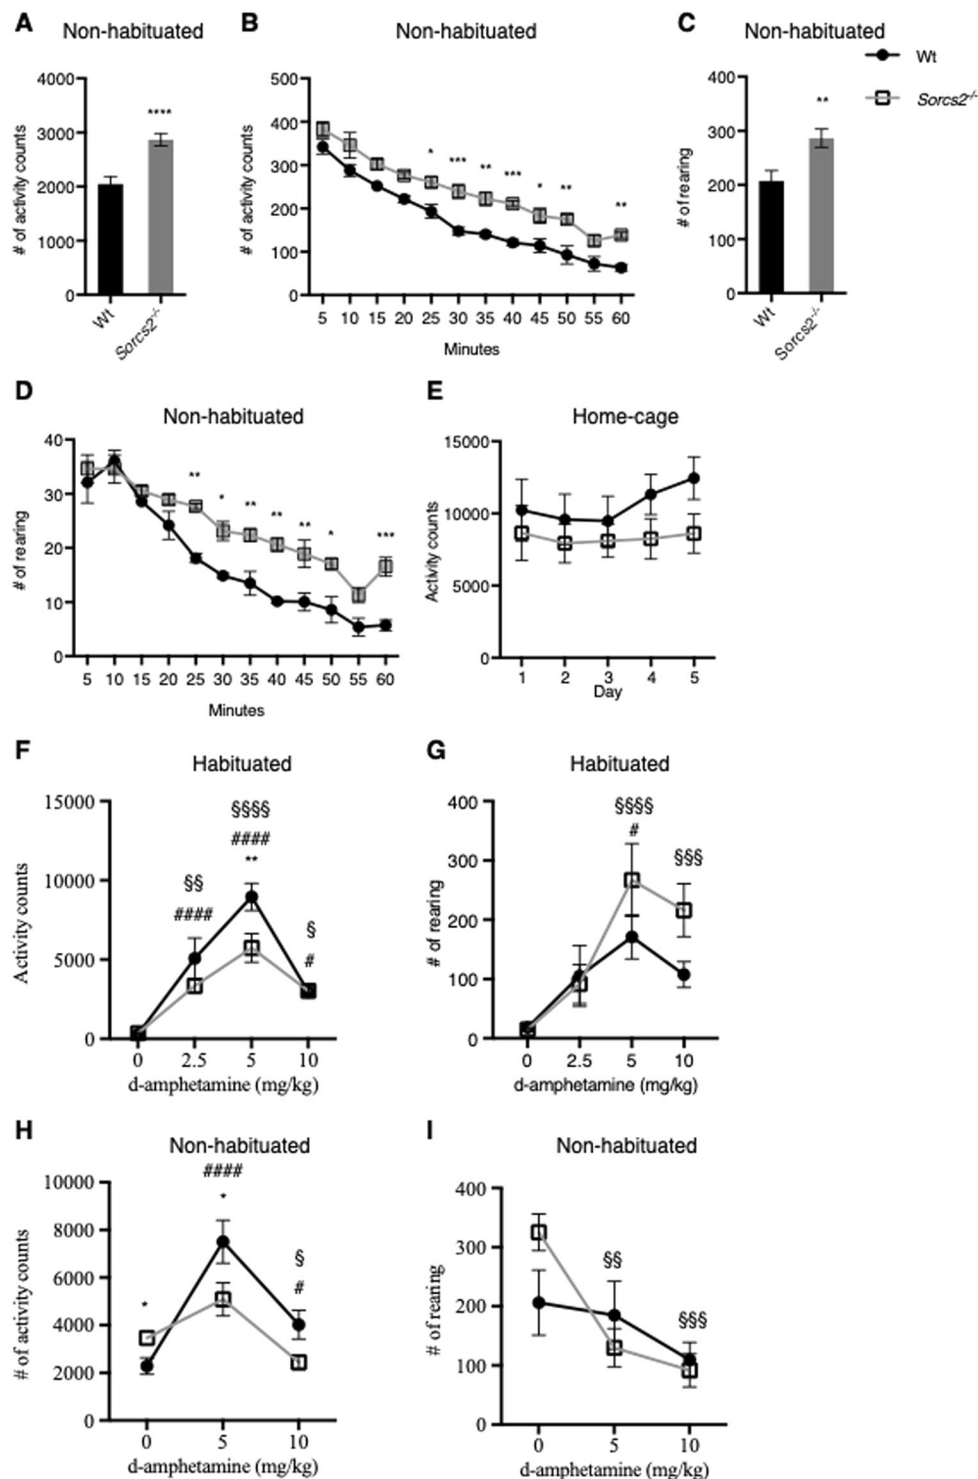 A Non-habituated
# of activity counts
4000
3000
2000
1000
0
****
Wt
Sorcs2-/-
B Non-habituated
# of activity counts
500
400
300
200
100
0
* *** ** *** * ** **
5 10 15 20 25 30 35 40 45 50 55 60
Minutes
C Non-habituated
Wt
Sorcs2-/-
# of rearing
400
300
200
100
0
**
Wt
Sorcs2-/-
D Non-habituated
# of rearing
40
30
20
10
0
** * ** ** ** * ***
5 10 15 20 25 30 35 40 45 50 55 60
Minutes
E Home-cage
Activity counts
15000
10000
5000
0
1 2 3 4 5
Day
F Habituated
Activity counts
15000
10000
5000
0
§§
####
§§§§
####
**
§
#
0 2.5 5 10
d-amphetamine (mg/kg)
G Habituated
# of rearing
400
300
200
100
0
§§§§
#
§§§
0 2.5 5 10
d-amphetamine (mg/kg)
H Non-habituated
# of activity counts
10000
8000
6000
4000
2000
0
*
####
*
§
#
0 5 10
d-amphetamine (mg/kg)
I Non-habituated
# of rearing
400
300
200
100
0
§§
§§§
0 5 10
d-amphetamine (mg/kg)